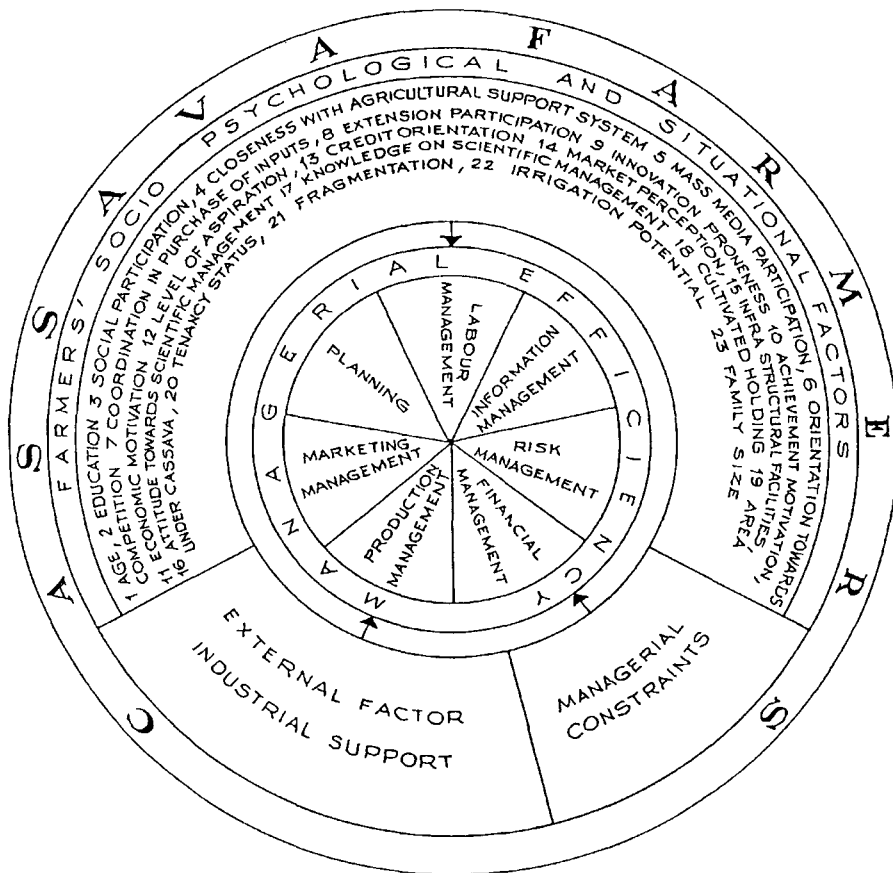 CASSAVA FARMERS
FARMERS' SOCIO PSYCHOLOGICAL AND SITUATIONAL FACTORS
1 AGE, 2 EDUCATION 3 SOCIAL PARTICIPATION, 4 CLOSENESS WITH AGRICULTURAL SUPPORT SYSTEM 5 MASS MEDIA PARTICIPATION, 6 ORIENTATION TOWARDS
COMPETITION 7 COORDINATION IN PURCHASE OF INPUTS, 8 EXTENSION PARTICIPATION 9 INNOVATION PRONENESS 10 ACHIEVEMENT MOTIVATION,
11 ECONOMIC MOTIVATION 12 LEVEL OF ASPIRATION, 13 CREDIT ORIENTATION 14 MARKET PERCEPTION, 15 INFRA STRUCTURAL FACILITIES,
16 ATTITUDE TOWARDS SCIENTIFIC MANAGEMENT 17 KNOWLEDGE ON SCIENTIFIC MANAGEMENT 18 CULTIVATED HOLDING 19 AREA,
UNDER CASSAVA, 20 TENANCY STATUS, 21 FRAGMENTATION, 22 IRRIGATION POTENTIAL 23 FAMILY SIZE
MANAGERIAL EFFICIENCY
PLANNING
LABOUR
MANAGEMENT
INFORMATION
MANAGEMENT
RISK
MANAGEMENT
FINANCIAL
MANAGEMENT
PRODUCTION
MANAGEMENT
MARKETING
MANAGEMENT
EXTERNAL FACTOR
INDUSTRIAL SUPPORT
MANAGERIAL
CONSTRAINTS